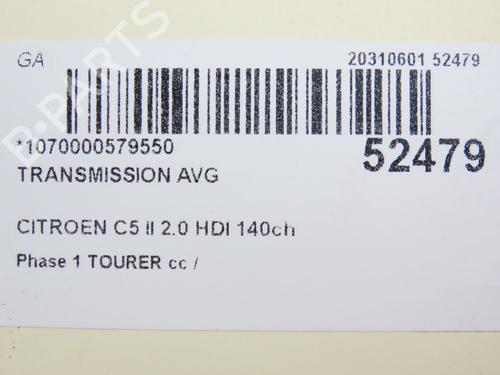 GA
20310601 52479
*1070000579550
52479
TRANSMISSION AVG
CITROEN C5 II 2.0 HDI 140ch
Phase 1 TOURER cc /
B-PARTS